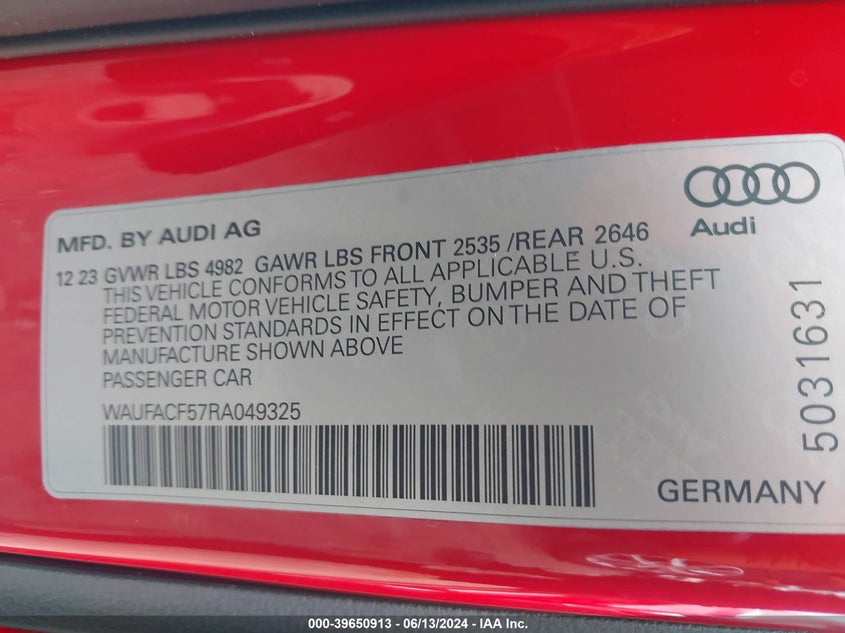 Audi
MFD. BY AUDI AG
12 23 GVWR LBS 4982 GAWR LBS FRONT 2535 /REAR 2646
THIS VEHICLE CONFORMS TO ALL APPLICABLE U.S.
FEDERAL MOTOR VEHICLE SAFETY, BUMPER AND THEFT
PREVENTION STANDARDS IN EFFECT ON THE DATE OF
MANUFACTURE SHOWN ABOVE
PASSENGER CAR
WAUFACF57RA049325
5031631
GERMANY
000-39650913 - 06/13/2024 - IAA Inc.